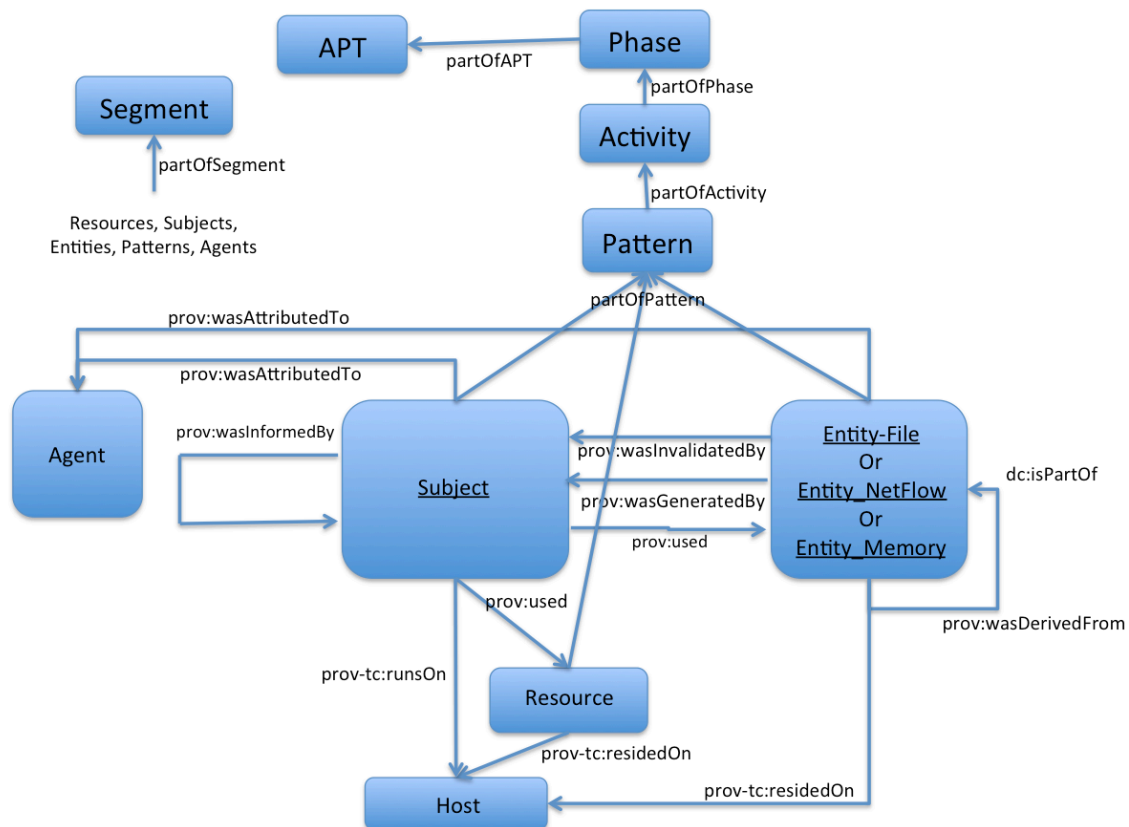 APT
Phase
partOfAPT
partOfPhase
Segment
Activity
partOfSegment
partOfActivity
Resources, Subjects,
Entities, Patterns, Agents
Pattern
partOfPattern
prov:wasAttributedTo
prov:wasAttributedTo
Agent
prov:wasInformedBy
Subject
prov:wasInvalidatedBy
prov:wasGeneratedBy
prov:used
Entity-File
Or
Entity_NetFlow
Or
Entity_Memory
dc:isPartOf
prov:wasDerivedFrom
prov:used
prov-tc:runsOn
Resource
prov-tc:residedOn
prov-tc:residedOn
Host